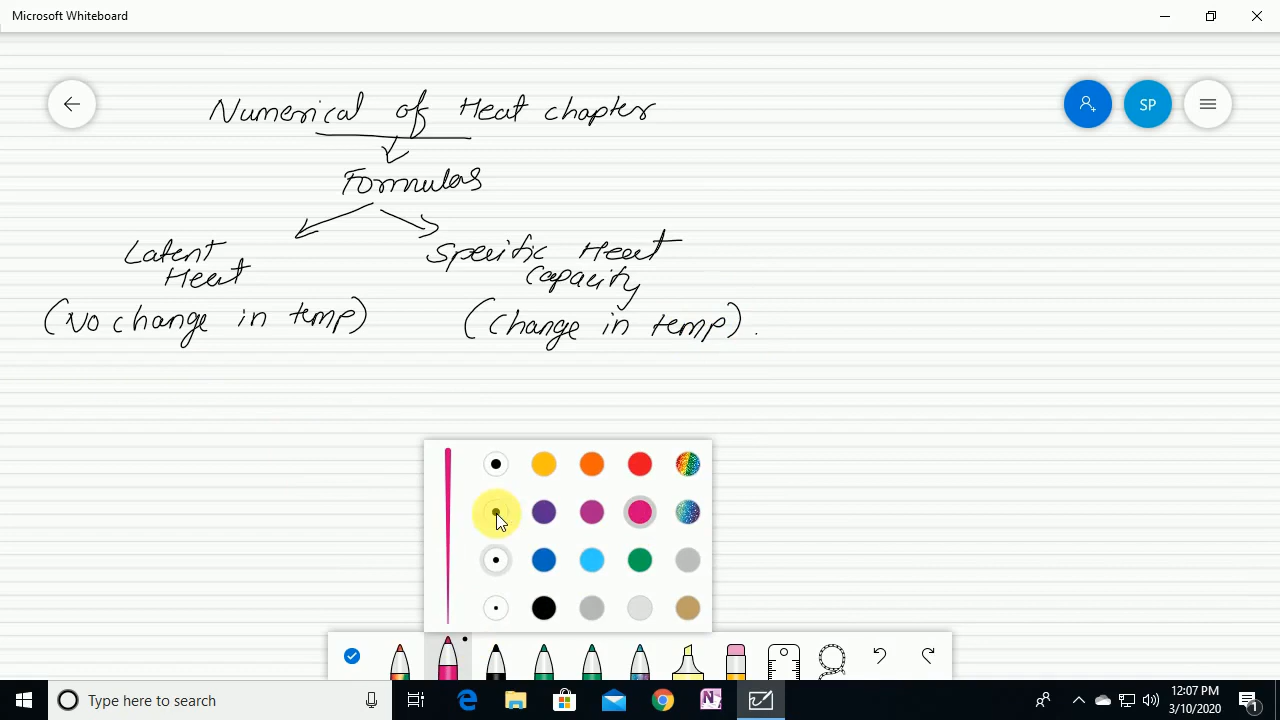 Microsoft Whiteboard
SP
Numerical of Heat chapter
Formulas
Latent Heat
Specific Heat Capacity
(No change in temp)
(change in temp).
Type here to search
12:07 PM
3/10/2020
1